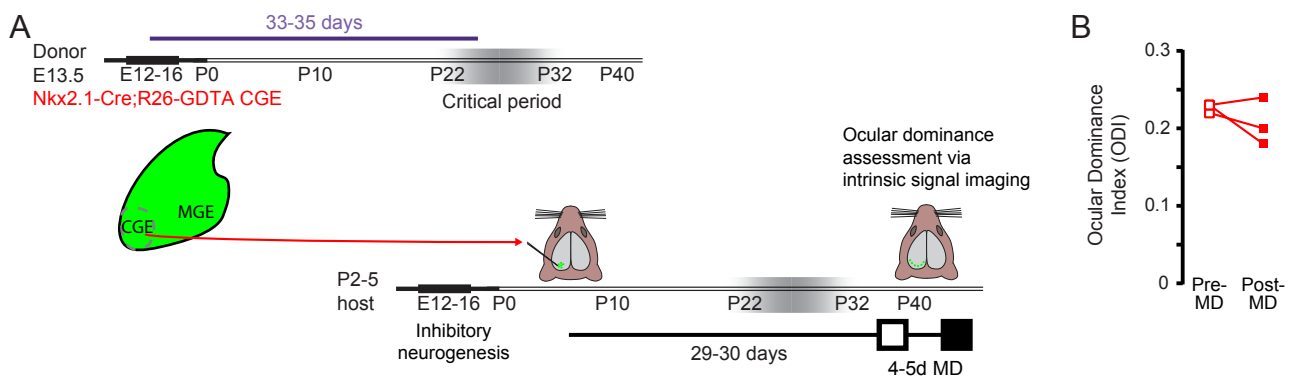 A
33-35 days
Donor
E13.5
E12-16 P0 P10 P22 P32 P40
Nkx2.1-Cre;R26-GDTA CGE
Critical period
CGE
MGE
Ocular dominance
assessment via
intrinsic signal imaging
P2-5
host
E12-16 P0 P10 P22 P32 P40
Inhibitory
neurogenesis
29-30 days
4-5d MD
B
Ocular Dominance
Index (ODI)
0.3
0.2
0.1
0
Pre-
MD
Post-
MD